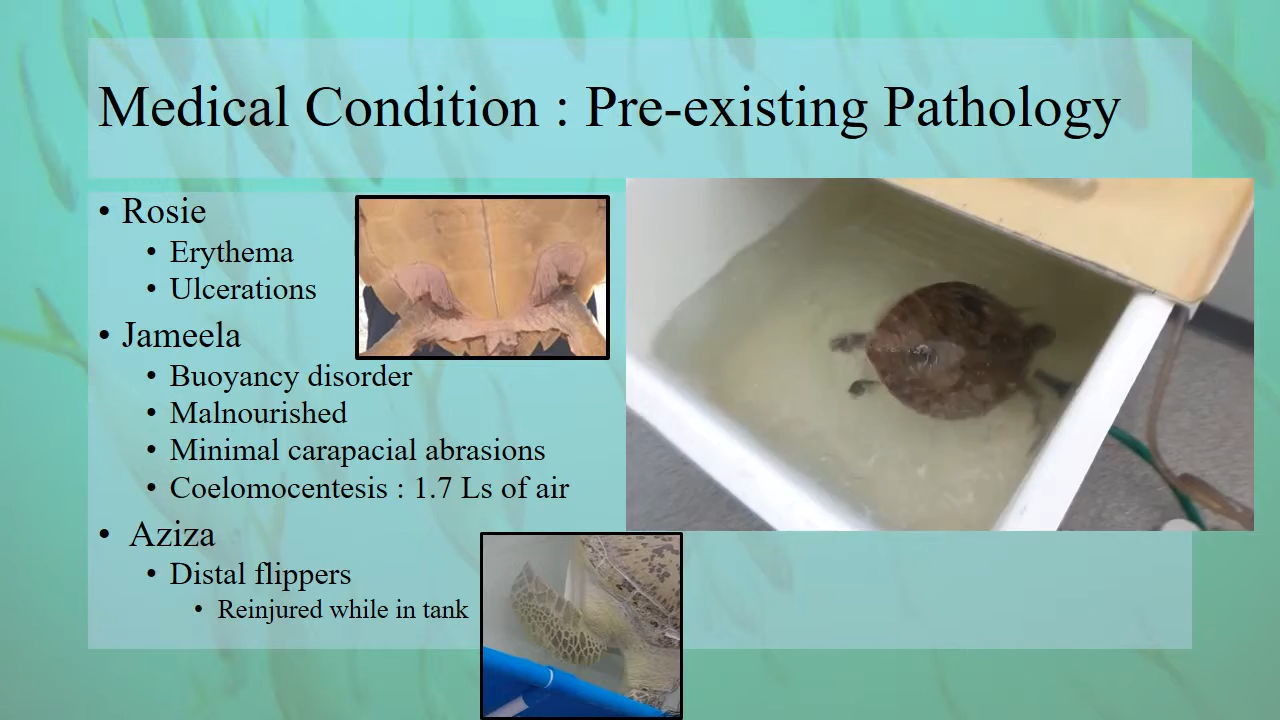 Medical Condition : Pre-existing Pathology
• Rosie
• Erythema
• Ulcerations
• Jameela
• Buoyancy disorder
• Malnourished
• Minimal carapacial abrasions
• Coelomocentesis : 1.7 Ls of air
• Aziza
• Distal flippers
• Reinjured while in tank